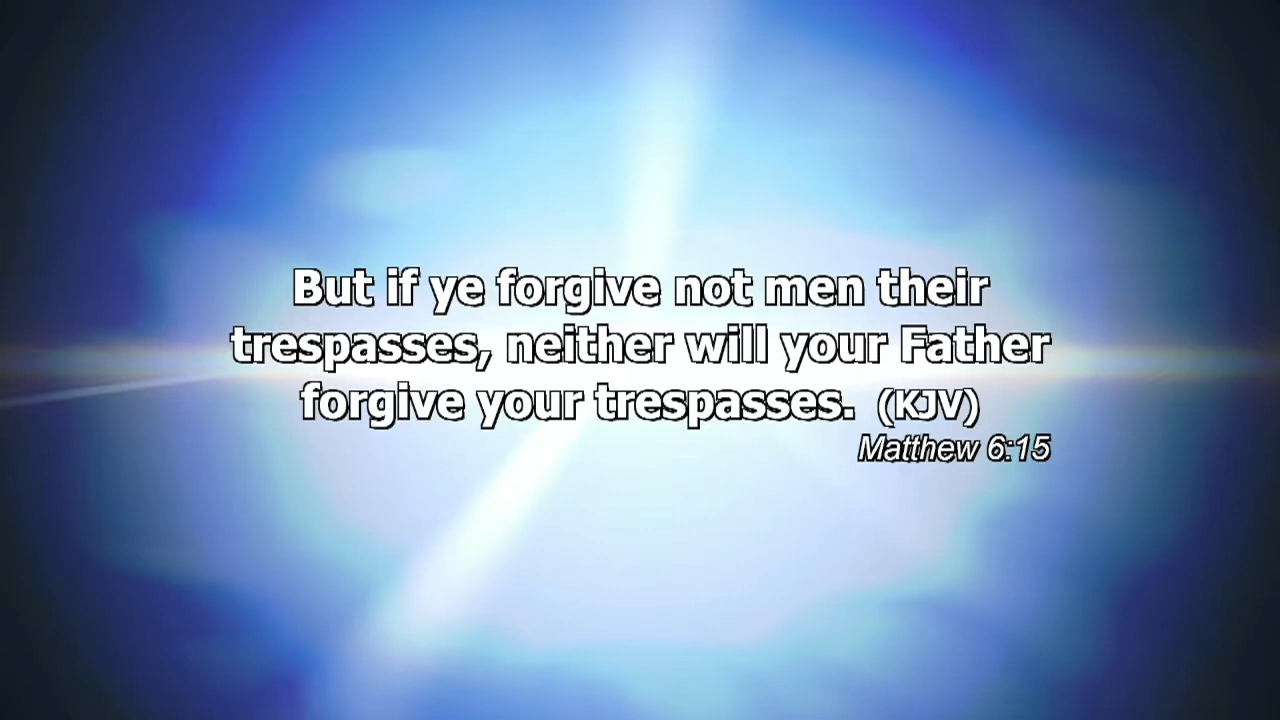 But if ye forgive not men their
trespasses, neither will your Father
forgive your trespasses. (KJV)
Matthew 6:15